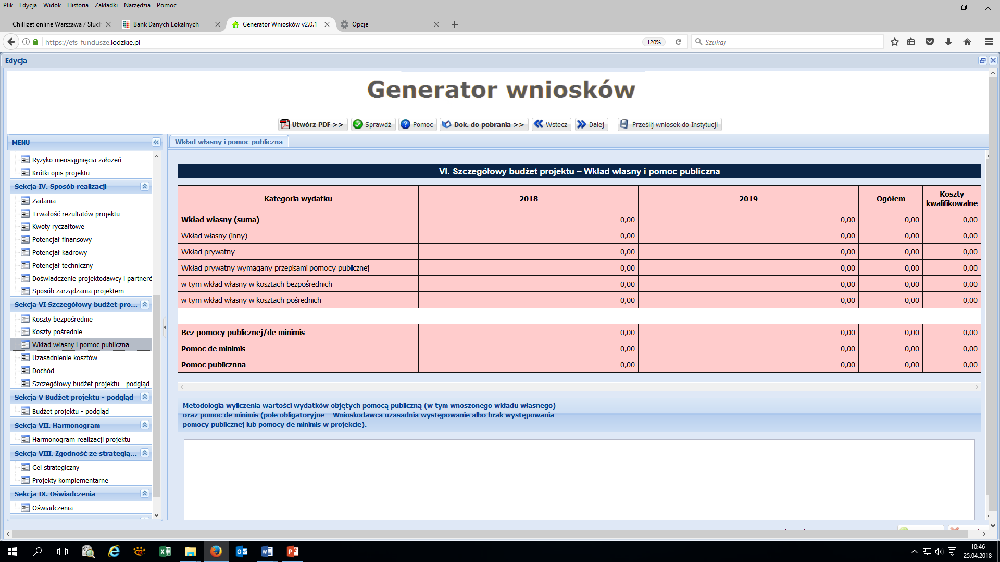 Plik Edycja Widok Historia Zakładki Narzędzia Pomoc
Chillizet online Warszawa / Słuch
Bank Danych Lokalnych
Generator Wniosków v2.0.1
Opcje
https://efs-fundusze.lodzkie.pl
120%
Szukaj
Edycja
Generator wniosków
Utwórz PDF >>
Sprawdź
Pomoc
Dok. do pobrania >>
Wstecz
Dalej
Prześlij wniosek do Instytucji
MENU
Ryzyko nieosiągnięcia założeń
Krótki opis projektu
Sekcja IV. Sposób realizacji
Zadania
Trwałość rezultatów projektu
Kwoty ryczałtowe
Potencjał finansowy
Potencjał kadrowy
Potencjał techniczny
Doświadczenie projektodawcy i partneró
Sposób zarządzania projektem
Sekcja VI Szczegółowy budżet pro...
Koszty bezpośrednie
Koszty pośrednie
Wkład własny i pomoc publiczna
Uzasadnienie kosztów
Dochód
Szczegółowy budżet projektu - podgląd
Sekcja V Budżet projektu - podgląd
Budżet projektu - podgląd
Sekcja VII. Harmonogram
Harmonogram realizacji projektu
Sekcja VIII. Zgodność ze strategią...
Cel strategiczny
Projekty komplementarne
Sekcja IX. Oświadczenia
Oświadczenia
Wkład własny i pomoc publiczna
VI. Szczegółowy budżet projektu – Wkład własny i pomoc publiczna
Kategoria wydatku 2018 2019 Ogółem Koszty kwalifikowalne
Wkład własny (suma) 0,00 0,00 0,00 0,00
Wkład własny (inny) 0,00 0,00 0,00 0,00
Wkład prywatny 0,00 0,00 0,00 0,00
Wkład prywatny wymagany przepisami pomocy publicznej 0,00 0,00 0,00 0,00
w tym wkład własny w kosztach bezpośrednich 0,00 0,00 0,00 0,00
w tym wkład własny w kosztach pośrednich 0,00 0,00 0,00 0,00
Bez pomocy publicznej/de minimis 0,00 0,00 0,00 0,00
Pomoc de minimis 0,00 0,00 0,00 0,00
Pomoc publicznna 0,00 0,00 0,00 0,00
Metodologia wyliczenia wartości wydatków objętych pomocą publiczną (w tym wnoszonego wkładu własnego)
oraz pomoc de minimis (pole obligatoryjne – Wnioskodawca uzasadnia występowanie albo brak występowania
pomocy publicznej lub pomocy de minimis w projekcie).
10:46
25.04.2018